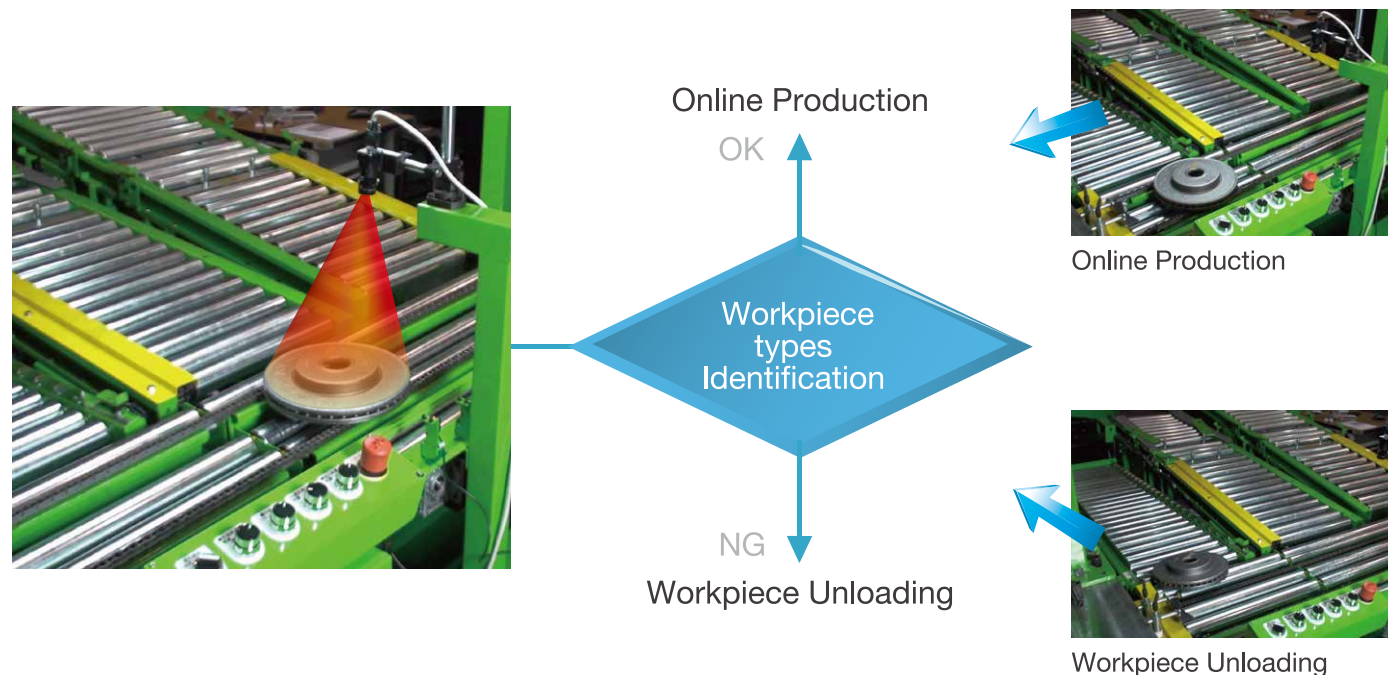 Online Production
OK
Workpiece
types
Identification
NG
Workpiece Unloading
Online Production
Workpiece Unloading